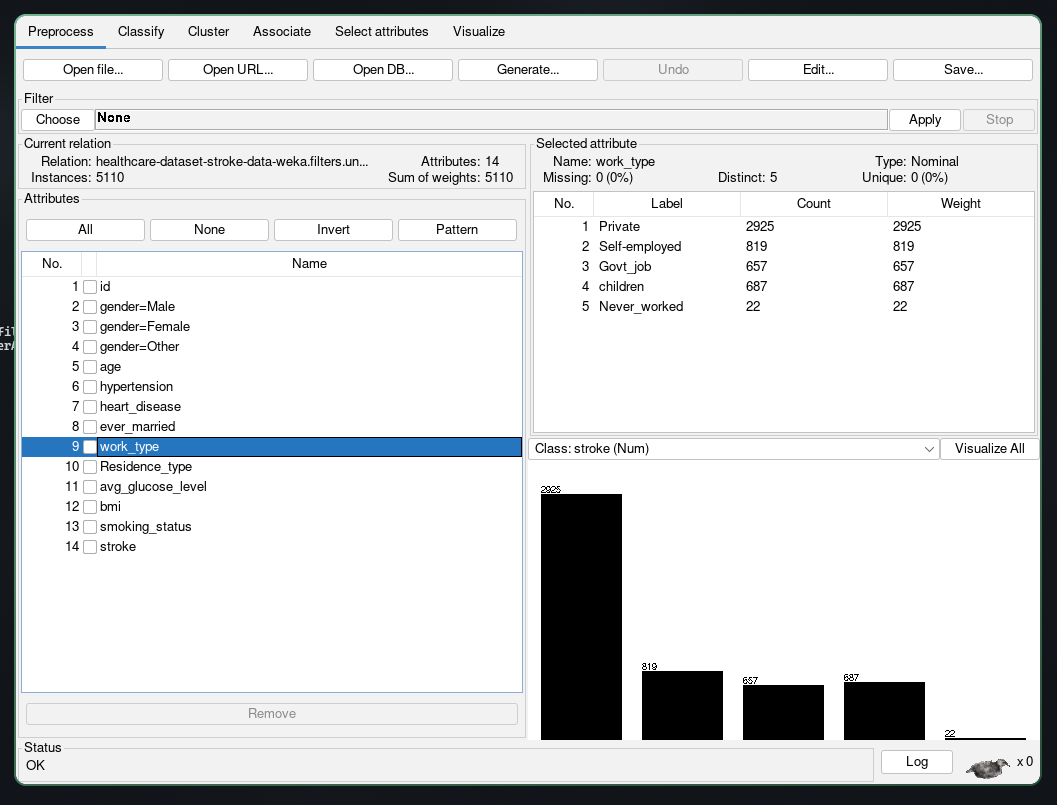 Preprocess Classify Cluster Associate Select attributes Visualize
Open file... Open URL... Open DB... Generate... Undo Edit... Save...
Filter
Choose None Apply Stop
Current relation
Relation: healthcare-dataset-stroke-data-weka.filters.un... Attributes: 14
Instances: 5110 Sum of weights: 5110
Attributes
All None Invert Pattern
No. Name
1 id
2 gender=Male
3 gender=Female
4 gender=Other
5 age
6 hypertension
7 heart_disease
8 ever_married
9 work_type
10 Residence_type
11 avg_glucose_level
12 bmi
13 smoking_status
14 stroke
Remove
Selected attribute
Name: work_type Type: Nominal
Missing: 0 (0%) Distinct: 5 Unique: 0 (0%)
No. Label Count Weight
1 Private 2925 2925
2 Self-employed 819 819
3 Govt_job 657 657
4 children 687 687
5 Never_worked 22 22
Class: stroke (Num) Visualize All
2925
819
657
687
22
Status
OK
Log x 0